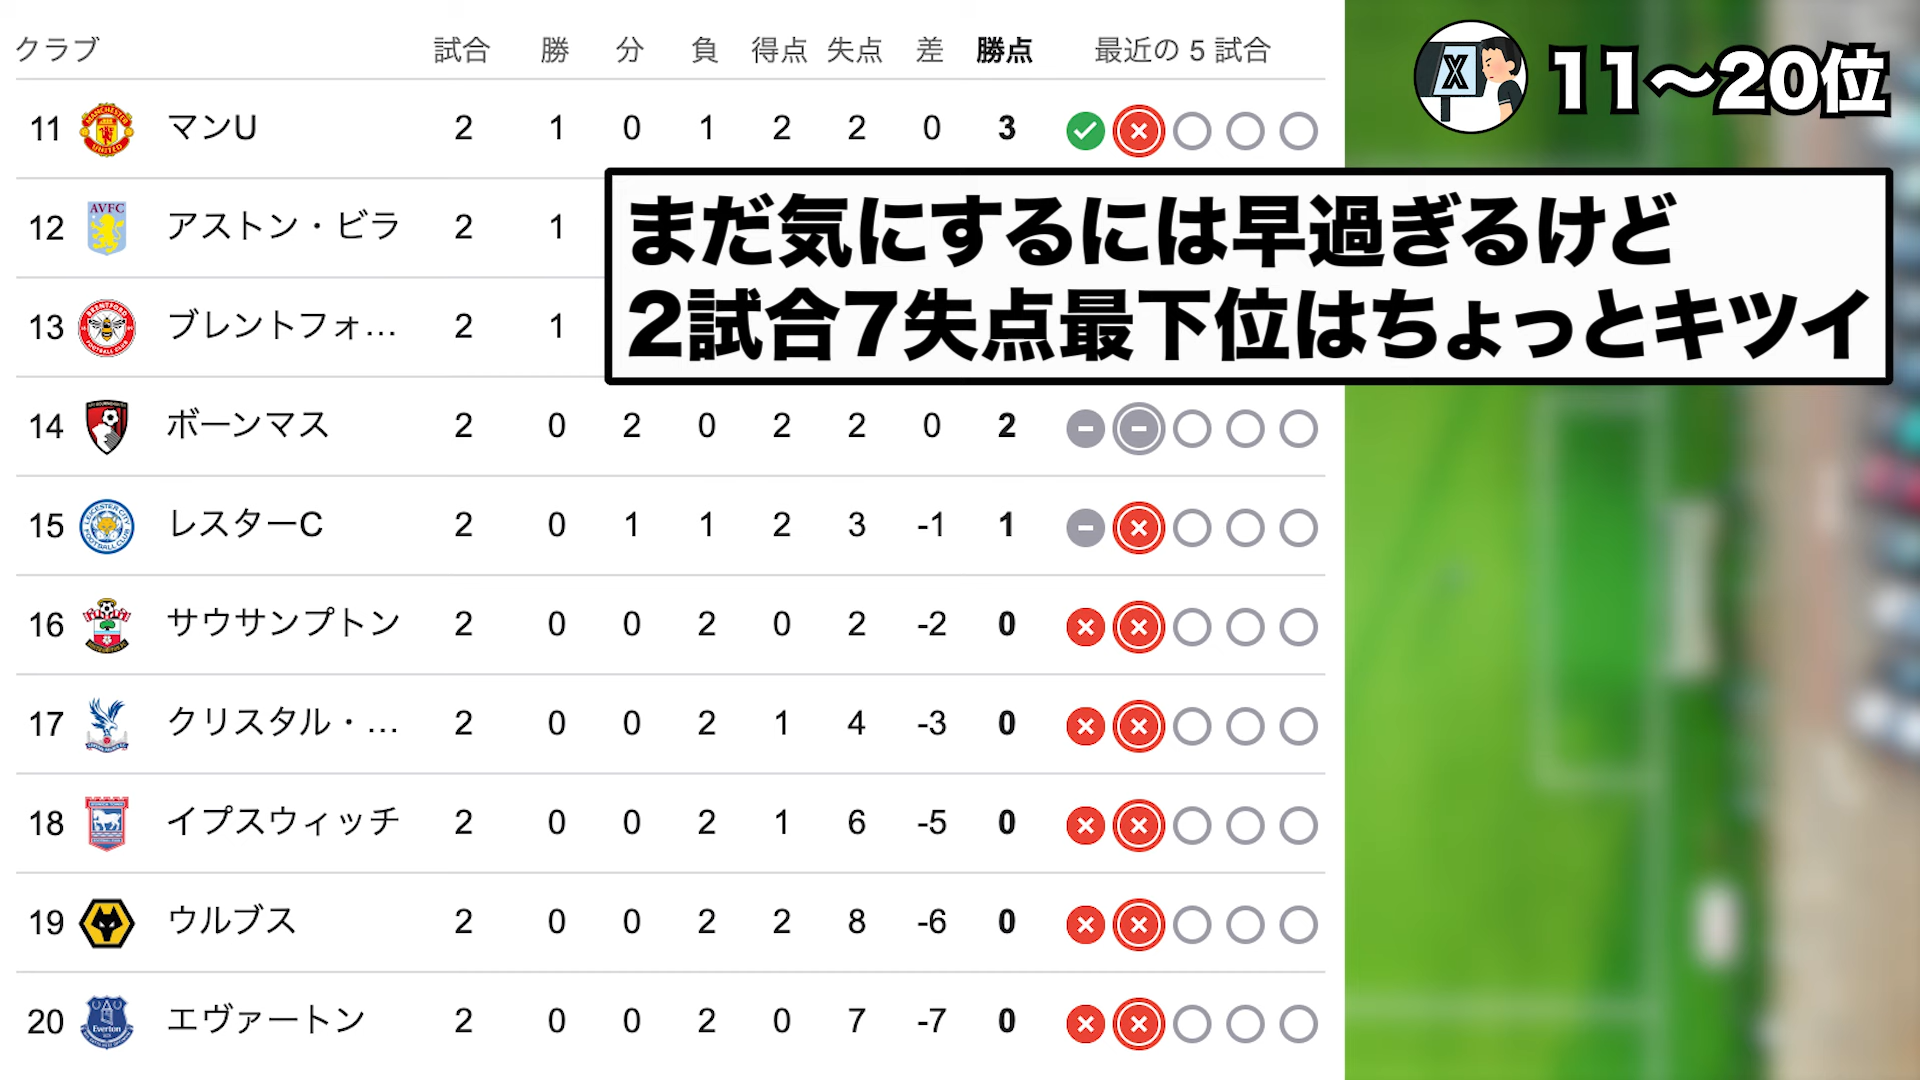 クラブ 試合 勝 分 負 得点 失点 差 勝点 最近の 5 試合
11〜20位
11 マンU 2 1 0 1 2 2 0 3
12 アストン・ビラ 2 1
まだ気にするには早過ぎるけど
2試合7失点最下位はちょっとキツイ
13 ブレントフォ… 2 1
14 ボーンマス 2 0 2 0 2 2 0 2
15 レスターC 2 0 1 1 2 3 -1 1
16 サウサンプトン 2 0 0 2 0 2 -2 0
17 クリスタル・… 2 0 0 2 1 4 -3 0
18 イプスウィッチ 2 0 0 2 1 6 -5 0
19 ウルブス 2 0 0 2 2 8 -6 0
20 エヴァートン 2 0 0 2 0 7 -7 0
AVFC
Everton
X